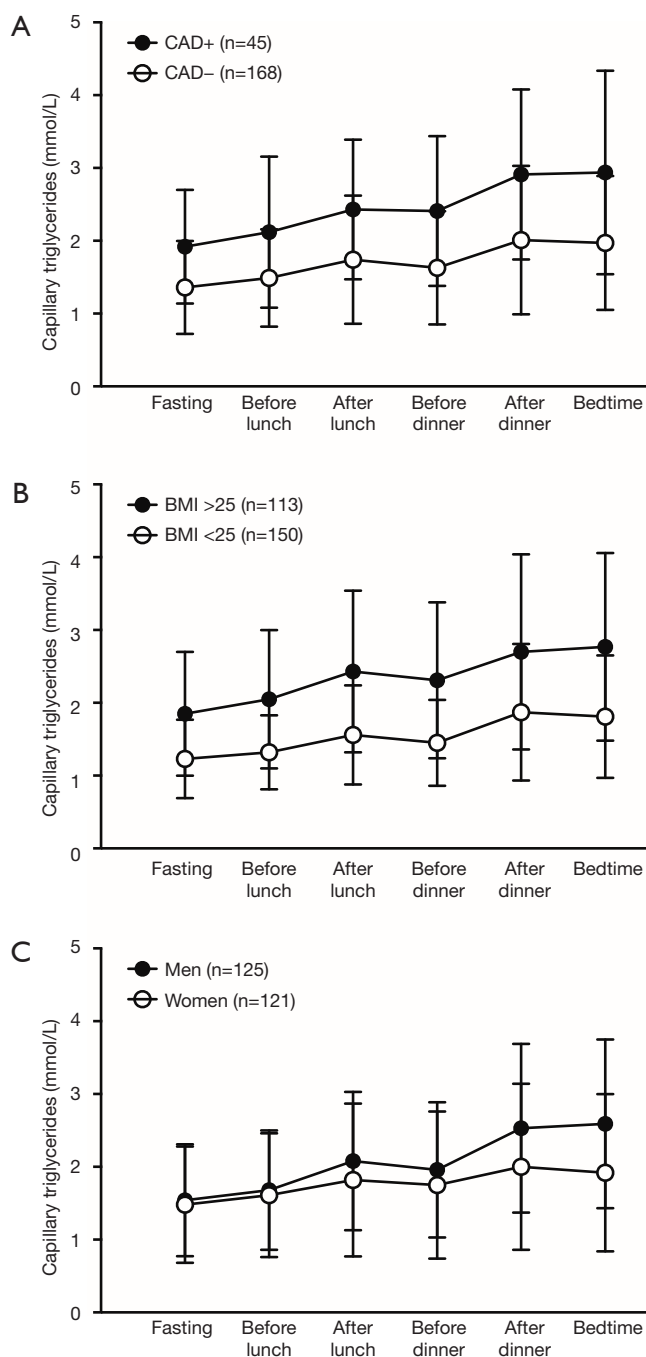 A
5
CAD+ (n=45)
CAD− (n=168)
4
3
2
1
0
Capillary triglycerides (mmol/L)
Fasting Before After Before After Bedtime
lunch lunch dinner dinner
B
5
BMI >25 (n=113)
BMI <25 (n=150)
4
3
2
1
0
Capillary triglycerides (mmol/L)
Fasting Before After Before After Bedtime
lunch lunch dinner dinner
C
5
Men (n=125)
Women (n=121)
4
3
2
1
0
Capillary triglycerides (mmol/L)
Fasting Before After Before After Bedtime
lunch lunch dinner dinner